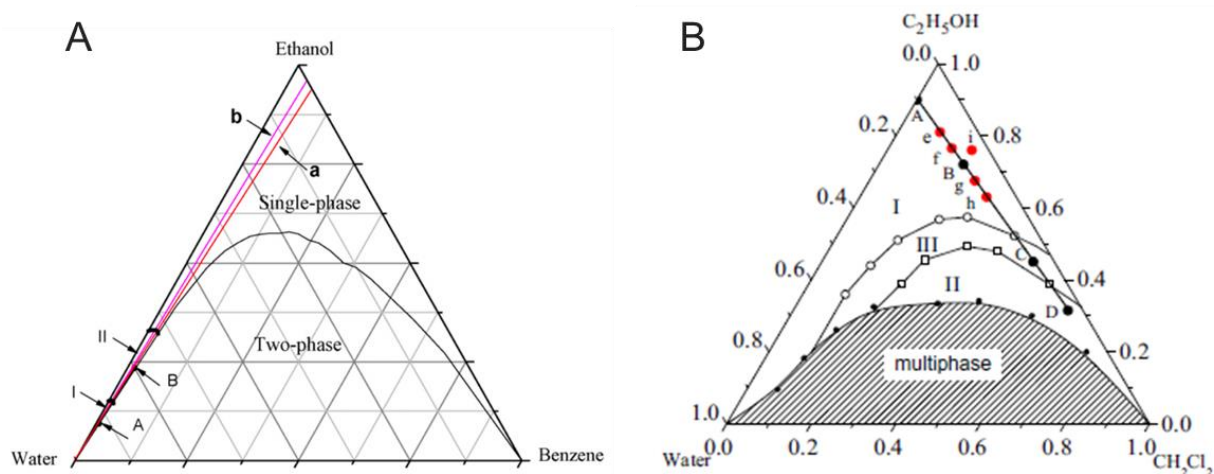 A
Ethanol
b
a
Single-phase
II
Two-phase
B
I
A
Water
Benzene
B
C₂H₅OH
0.0
1.0
A
0.2
e
i
0.8
f
B
g
0.4
h
0.6
I
III
C
0.6
0.4
II
D
0.8
0.2
multiphase
1.0
0.0
0.0
0.2
0.4
0.6
0.8
1.0
Water
CH₂Cl₂